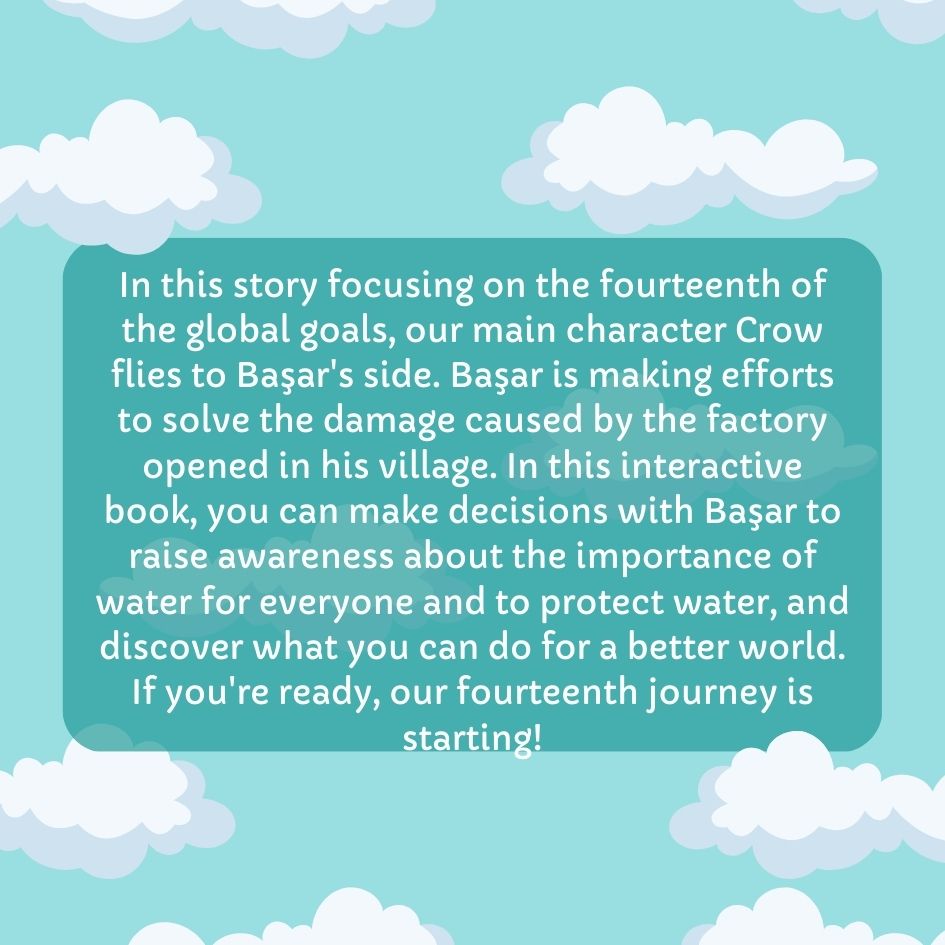 In this story focusing on the fourteenth of
the global goals, our main character Crow
flies to Başar's side. Başar is making efforts
to solve the damage caused by the factory
opened in his village. In this interactive
book, you can make decisions with Başar to
raise awareness about the importance of
water for everyone and to protect water, and
discover what you can do for a better world.
If you're ready, our fourteenth journey is
starting!